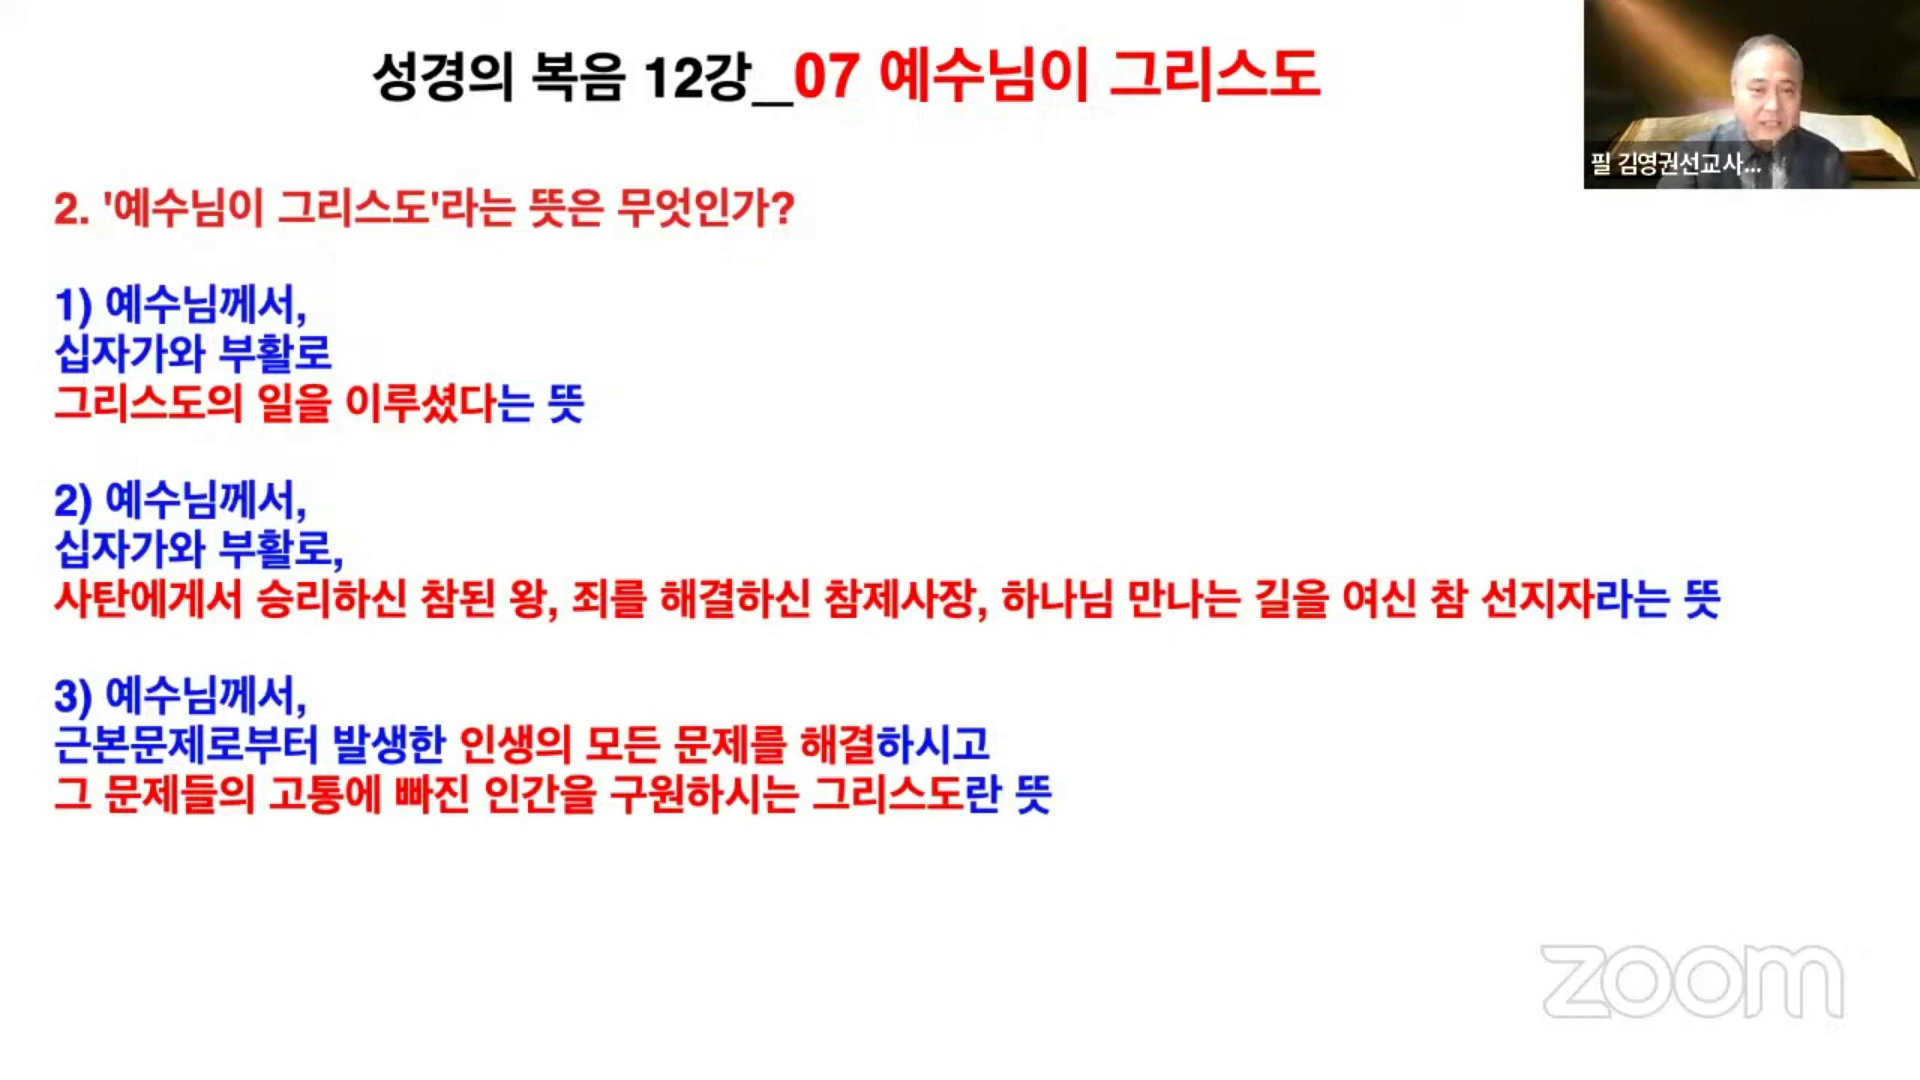 성경의 복음 12강_07 예수님이 그리스도
필 김영권선교사...
2. '예수님이 그리스도'라는 뜻은 무엇인가?
1) 예수님께서,
십자가와 부활로
그리스도의 일을 이루셨다는 뜻
2) 예수님께서,
십자가와 부활로,
사탄에게서 승리하신 참된 왕, 죄를 해결하신 참제사장, 하나님 만나는 길을 여신 참 선지자라는 뜻
3) 예수님께서,
근본문제로부터 발생한 인생의 모든 문제를 해결하시고
그 문제들의 고통에 빠진 인간을 구원하시는 그리스도란 뜻
zoom